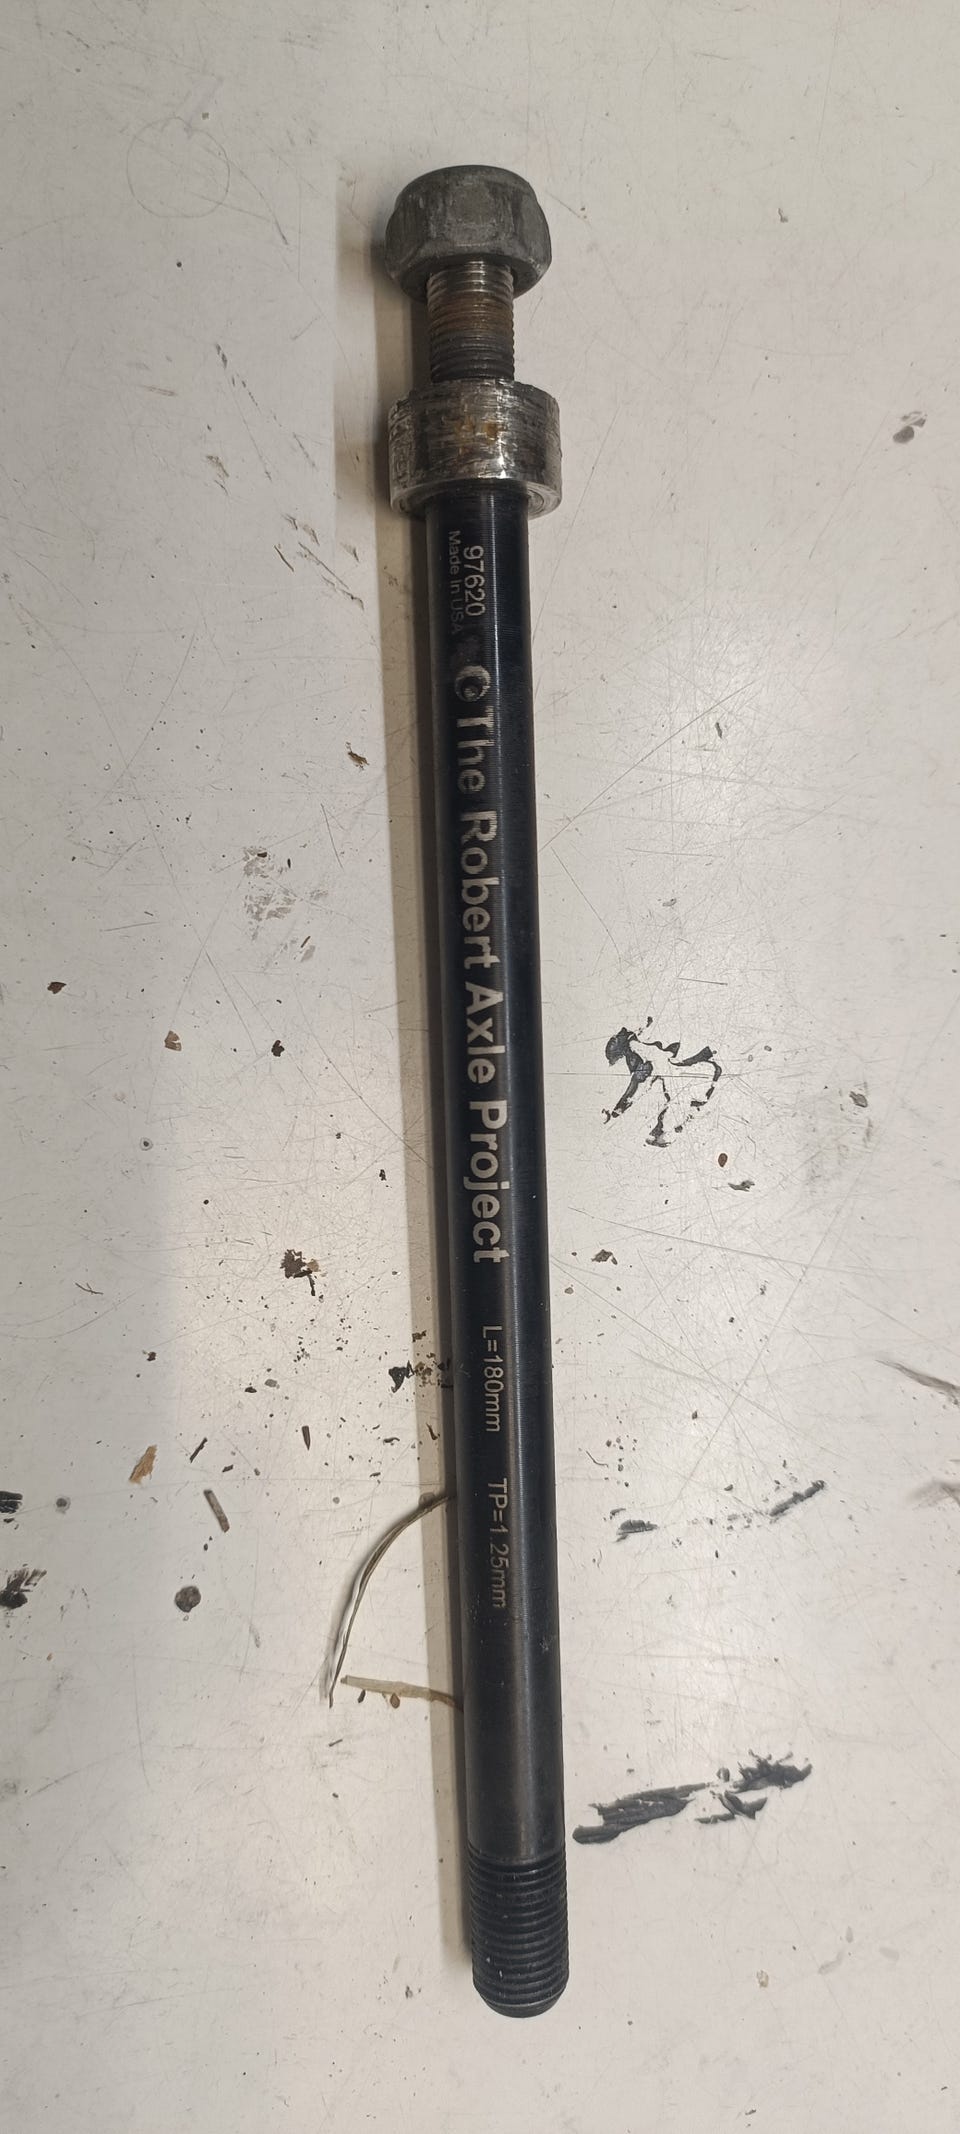 97620
Made in USA
The Robert Axle Project
L=180mm
TP=1.25mm